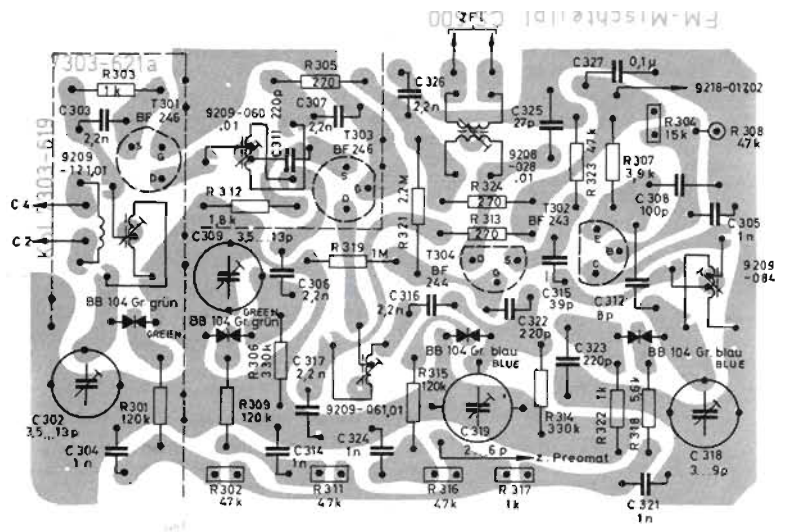 FM-Mischteil
ZFL
303-621a
R303
1k
R305
270
C326
2,2n
C327
0,1µ
9218-01702
C303
2,2n
T301
BF 246
9209-060
.01
C311
220p
C307
2,2n
T303
BF246
C325
27p
R323
47k
R307
3,9k
R304
15k
R308
47k
9209
-121,01
303-619
S
G
D
S
G
D
9208
-028
.01
R321
2,2M
R324
270
R313
270
T302
BF 243
C308
100p
C305
1n
C4
C2
R312
1,8k
C309
3,5...13p
R319
1M
C306
2,2n
T304
BF
244
D
S
G
E
B
C
C315
39p
C312
8p
9209
-084
BB 104 Gr. grün
GREEN
BB 104 Gr. grün
GREEN
C316
2,2n
C322
220p
R306
330k
C317
2,2n
BB 104 Gr. blau
BLUE
C323
220p
BB 104 Gr. blau
BLUE
R315
120k
C302
3,5...13p
R301
120k
R309
120k
9209-061,01
C319
2...6p
R314
330k
R322
1k
R318
5,6k
C318
3...9p
C304
1n
C314
1n
C324
1n
z. Preomat
R302
47k
R311
47k
R316
47k
R317
1k
C321
1n